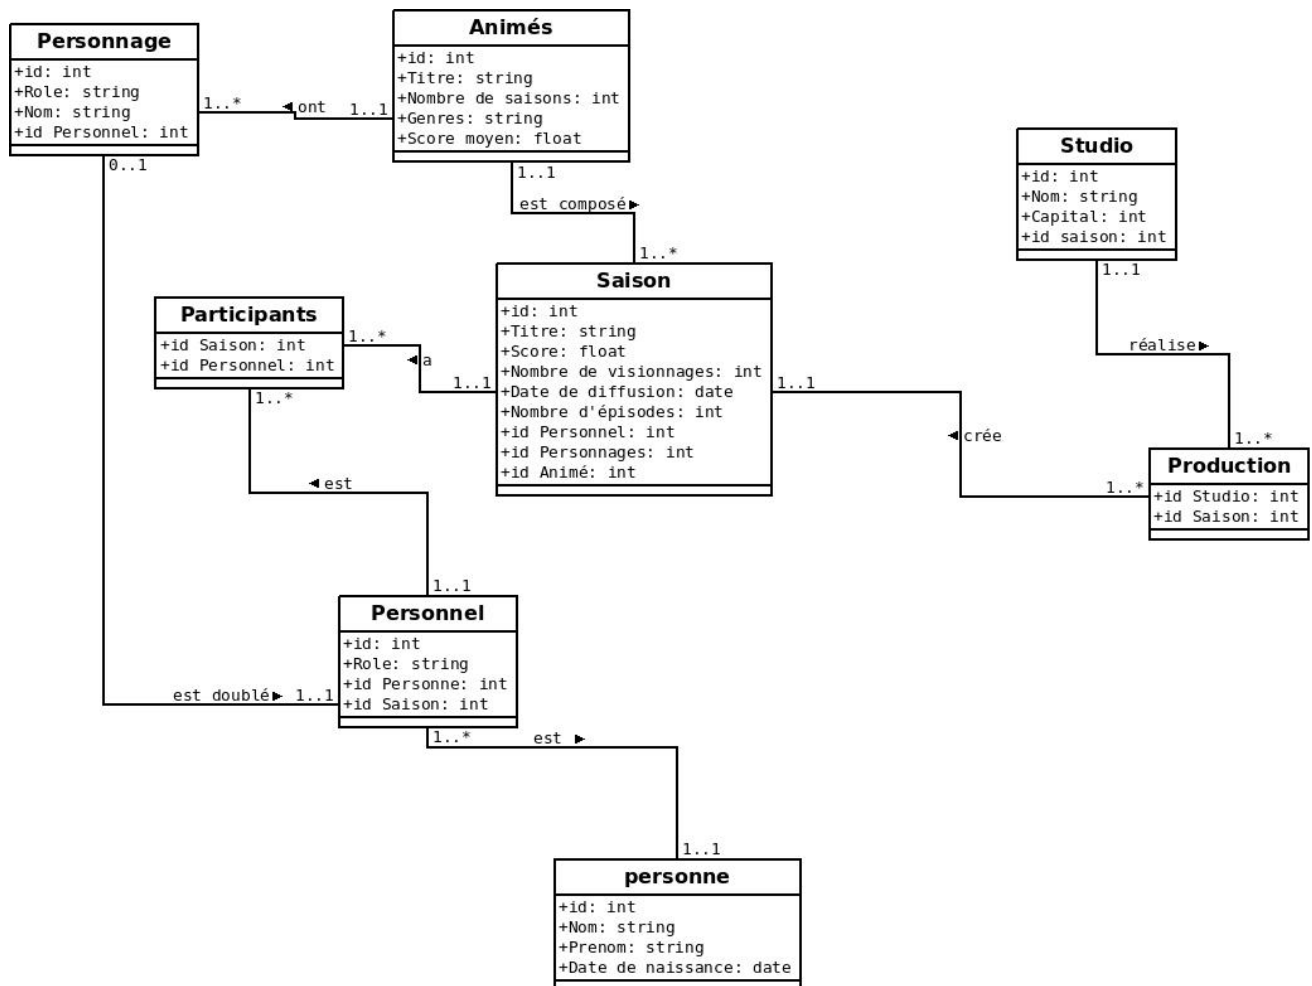 Personnage
+id: int
+Role: string
+Nom: string
+id Personnel: int
1..*
ont
1..1
Animés
+id: int
+Titre: string
+Nombre de saisons: int
+Genres: string
+Score moyen: float
0..1
1..1
est composé
1..*
Studio
+id: int
+Nom: string
+Capital: int
+id saison: int
1..1
réalise
1..*
Participants
+id Saison: int
+id Personnel: int
1..*
a
1..1
1..*
Saison
+id: int
+Titre: string
+Score: float
+Nombre de visionnages: int
+Date de diffusion: date
+Nombre d'épisodes: int
+id Personnel: int
+id Personnages: int
+id Animé: int
1..1
crée
1..*
Production
+id Studio: int
+id Saison: int
est
1..1
Personnel
+id: int
+Role: string
+id Personne: int
+id Saison: int
est doublé
1..1
1..*
est
1..1
personne
+id: int
+Nom: string
+Prenom: string
+Date de naissance: date